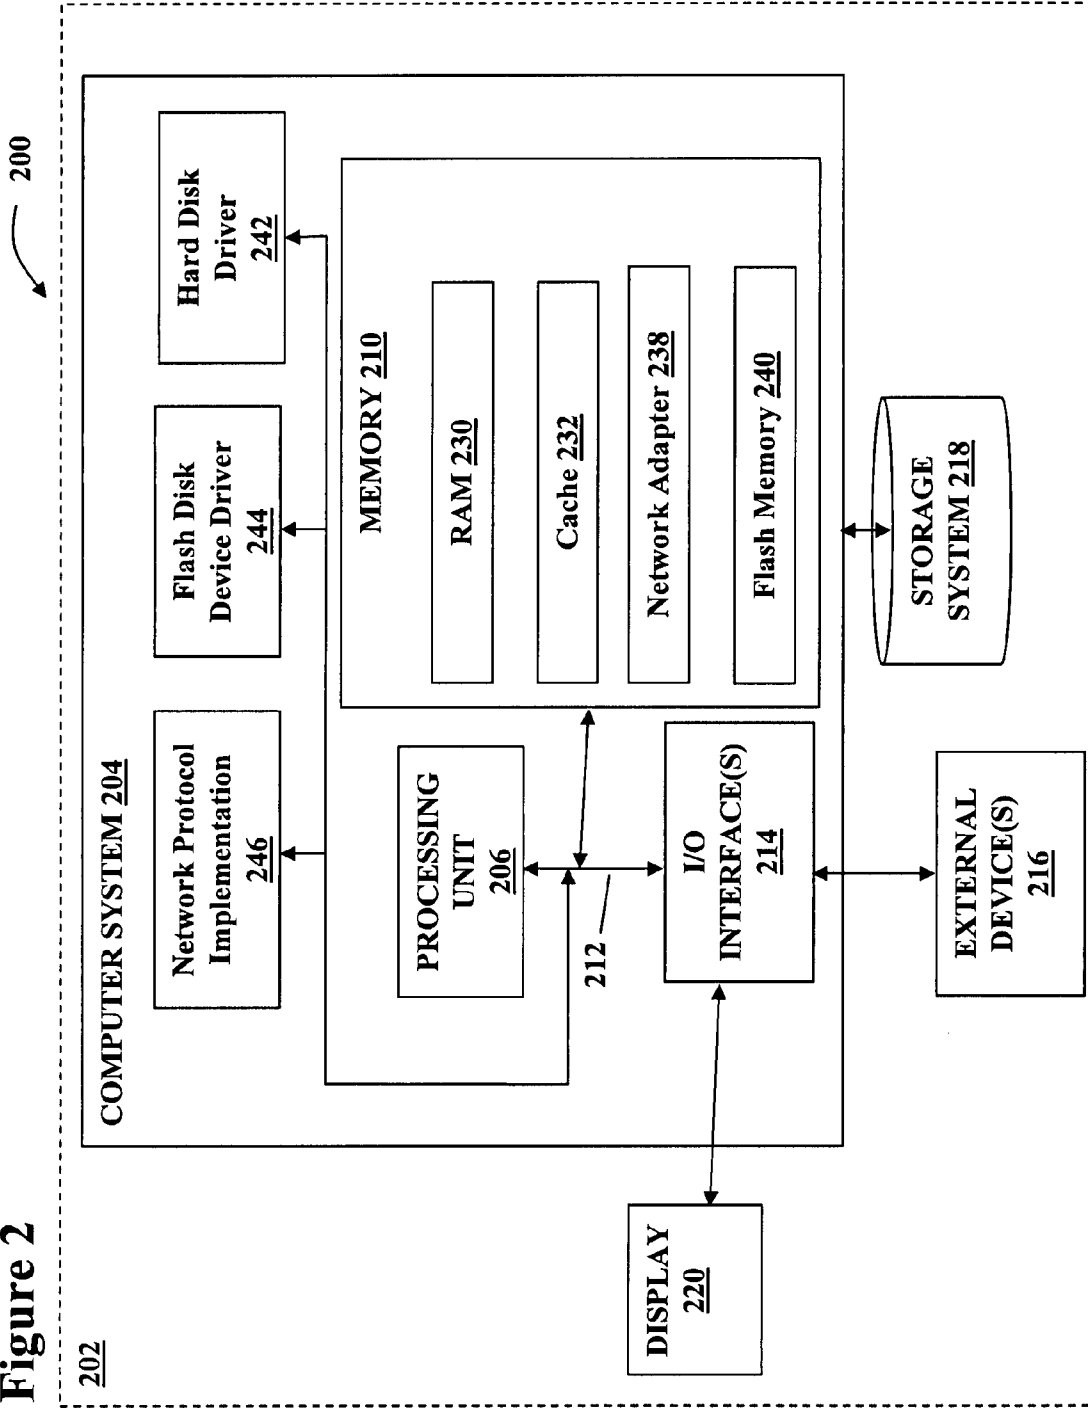 Figure 2
200
202
COMPUTER SYSTEM 204
Network Protocol
Implementation
246
Flash Disk
Device Driver
244
Hard Disk
Driver
242
PROCESSING
UNIT
206
MEMORY 210
RAM 230
Cache 232
Network Adapter 238
Flash Memory 240
212
I/O
INTERFACE(S)
214
DISPLAY
220
EXTERNAL
DEVICE(S)
216
STORAGE
SYSTEM 218